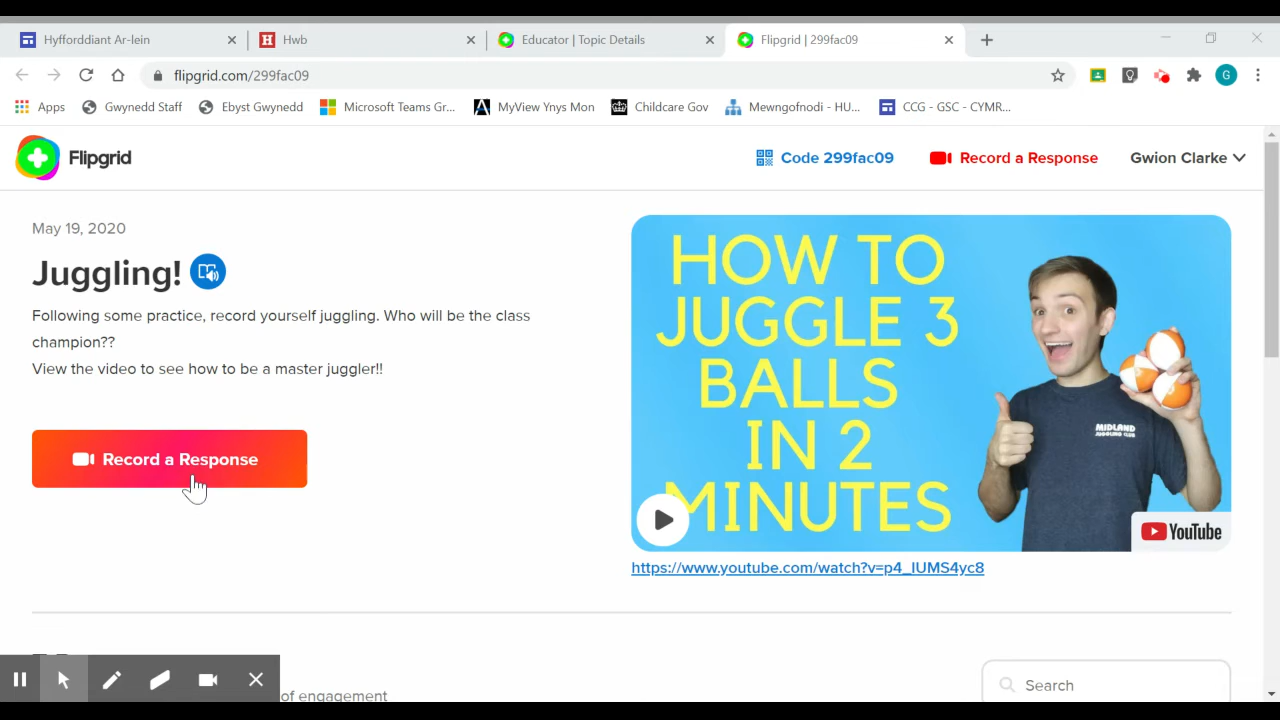 Hyfforddiant Ar-lein
Hwb
Educator | Topic Details
Flipgrid | 299fac09
flipgrid.com/299fac09
G
Apps
Gwynedd Staff
Ebyst Gwynedd
Microsoft Teams Gr...
MyView Ynys Mon
Childcare Gov
Mewngofnodi - HU...
CCG - GSC - CYMR...
Flipgrid
Code 299fac09
Record a Response
Gwion Clarke
May 19, 2020
Juggling!
Following some practice, record yourself juggling. Who will be the class
champion??
View the video to see how to be a master juggler!!
Record a Response
HOW TO
JUGGLE 3
BALLS
IN 2
MINUTES
MIDLAND
JUGGLING CLUB
YouTube
https://www.youtube.com/watch?v=p4_IUMS4yc8
of engagement
Search